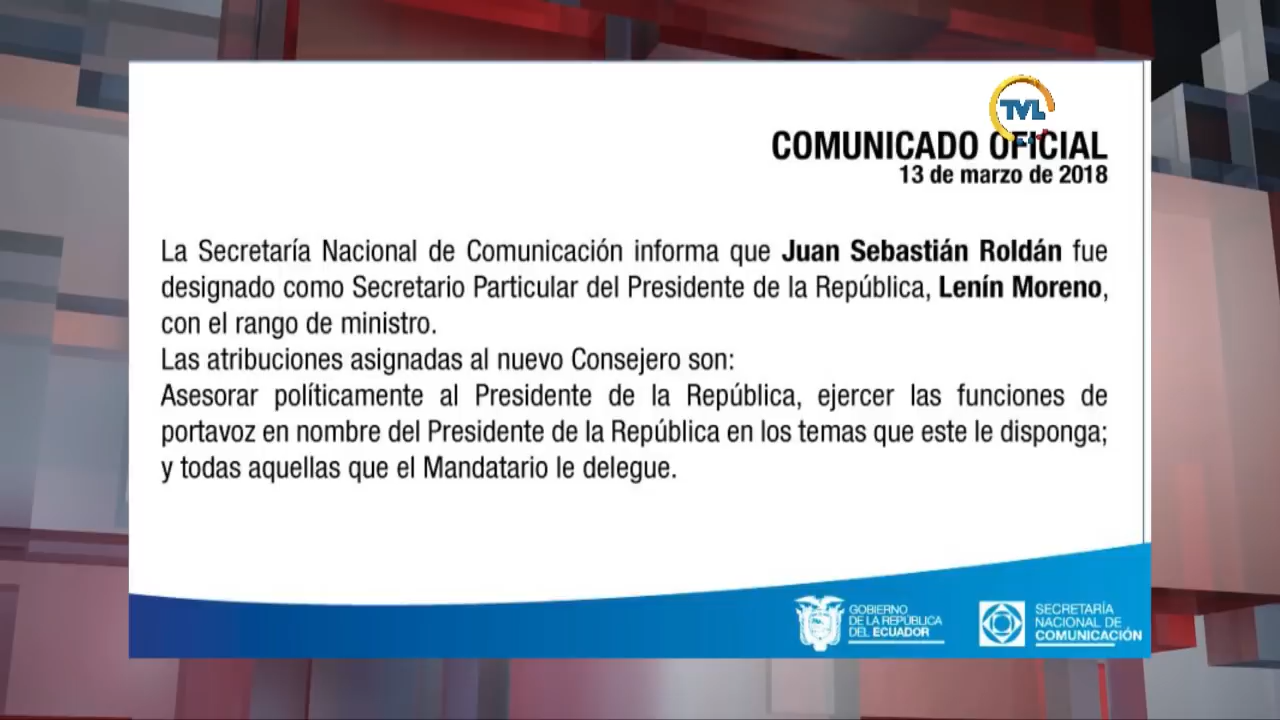 TVL
COMUNICADO OFICIAL
13 de marzo de 2018
La Secretaría Nacional de Comunicación informa que Juan Sebastián Roldán fue
designado como Secretario Particular del Presidente de la República, Lenín Moreno,
con el rango de ministro.
Las atribuciones asignadas al nuevo Consejero son:
Asesorar políticamente al Presidente de la República, ejercer las funciones de
portavoz en nombre del Presidente de la República en los temas que este le disponga;
y todas aquellas que el Mandatario le delegue.
GOBIERNO
DE LA REPÚBLICA
DEL ECUADOR
SECRETARÍA
NACIONAL DE
COMUNICACIÓN